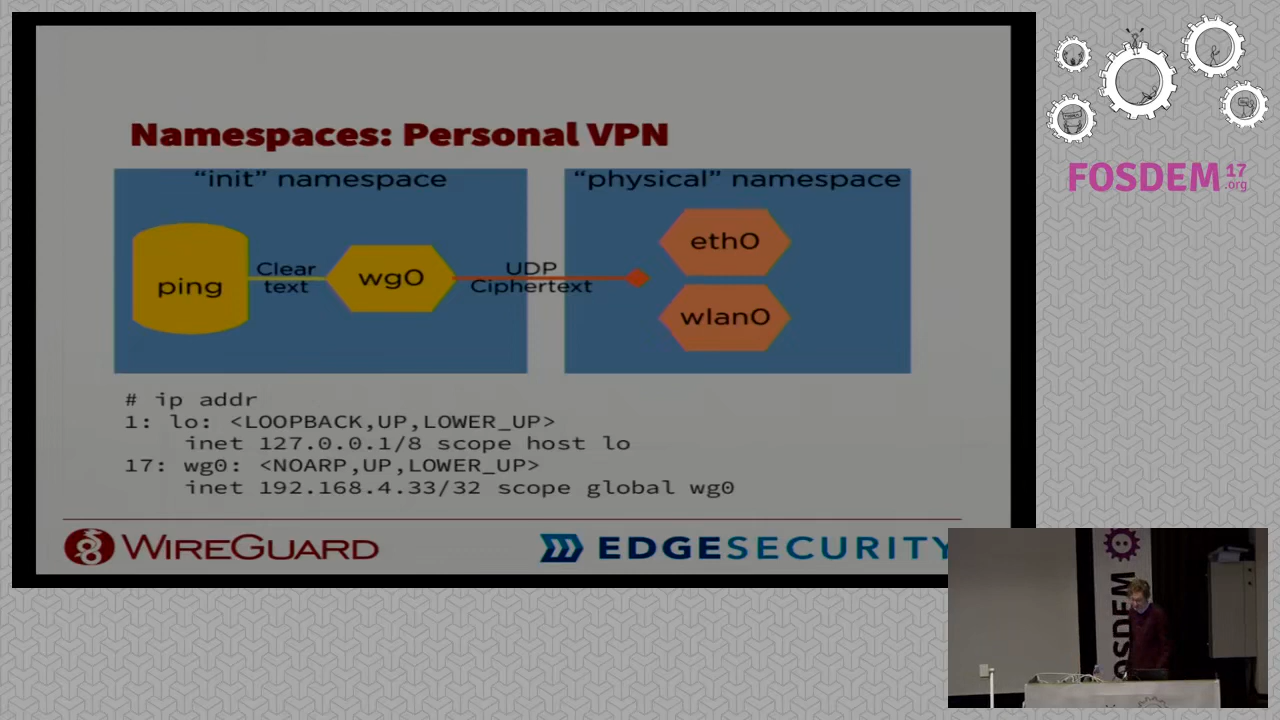 Namespaces: Personal VPN
“init” namespace
“physical” namespace
ping
Clear
text
wg0
UDP
Ciphertext
eth0
wlan0
# ip addr
1: lo: <LOOPBACK,UP,LOWER_UP>
inet 127.0.0.1/8 scope host lo
17: wg0: <NOARP,UP,LOWER_UP>
inet 192.168.4.33/32 scope global wg0
WIREGUARD
EDGESECURITY
FOSDEM 17
.org
OSDEM